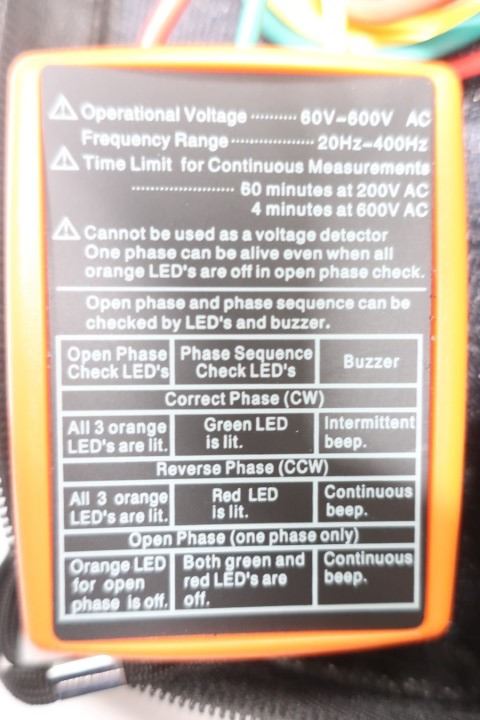 ⚠ Operational Voltage ·········· 60V~600V AC
Frequency Range ·················· 20Hz~400Hz
⚠ Time Limit for Continuous Measurements
······················ 60 minutes at 200V AC
4 minutes at 600V AC
⚠ Cannot be used as a voltage detector
One phase can be alive even when all
orange LED's are off in open phase check.
Open phase and phase sequence can be
checked by LED's and buzzer.
Open Phase Check LED's | Phase Sequence Check LED's | Buzzer
Correct Phase (CW)
All 3 orange LED's are lit. | Green LED is lit. | Intermittent beep.
Reverse Phase (CCW)
All 3 orange LED's are lit. | Red LED is lit. | Continuous beep.
Open Phase (one phase only)
Orange LED for open phase is off. | Both green and red LED's are off. | Continuous beep.